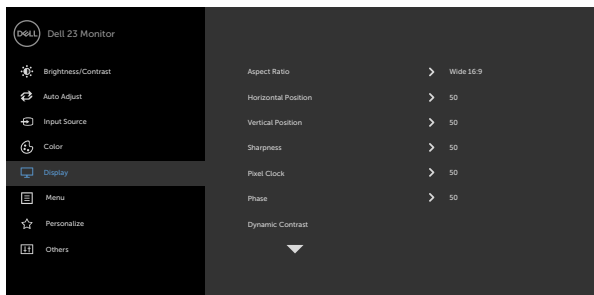 DELL Dell 23 Monitor
Brightness/Contrast
Auto Adjust
Input Source
Color
Display
Menu
Personalize
Others
Aspect Ratio Wide 16:9
Horizontal Position 50
Vertical Position 50
Sharpness 50
Pixel Clock 50
Phase 50
Dynamic Contrast